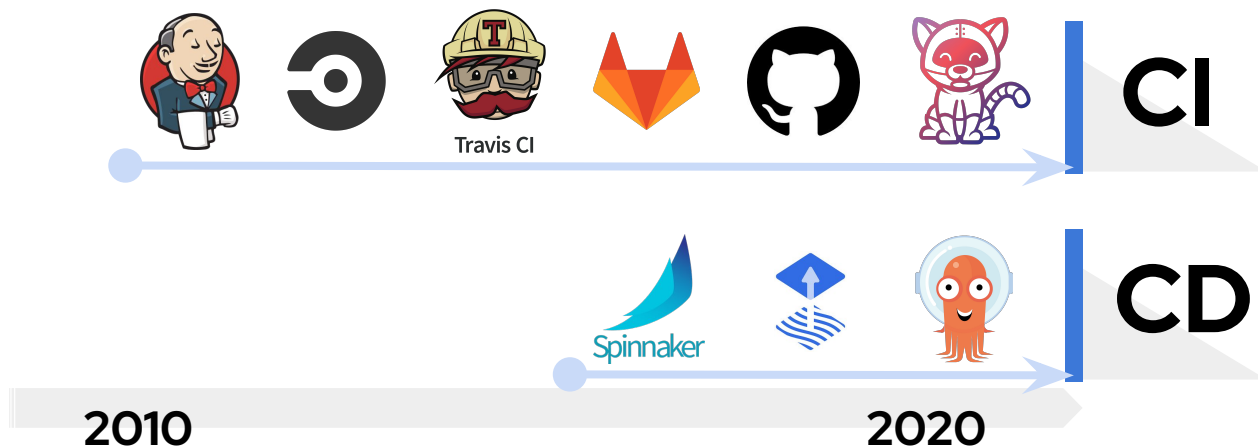 T
Travis CI
CI
Spinnaker
CD
2010
2020